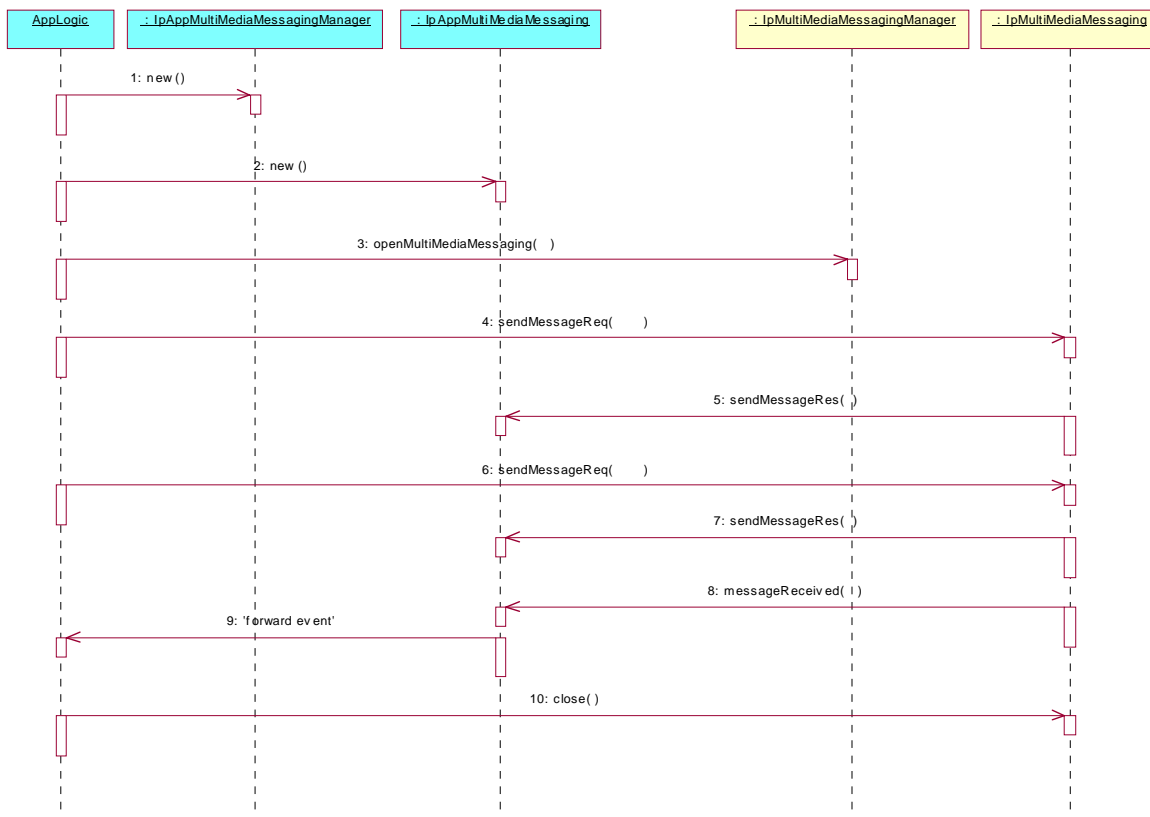 AppLogic
: IpAppMultiMediaMessagingManager
: IpAppMultiMediaMessaging
: IpMultiMediaMessagingManager
: IpMultiMediaMessaging
1: new()
2: new()
3: openMultiMediaMessaging( )
4: sendMessageReq( )
5: sendMessageRes( )
6: sendMessageReq( )
7: sendMessageRes( )
8: messageReceived( )
9: 'forward event'
10: close()